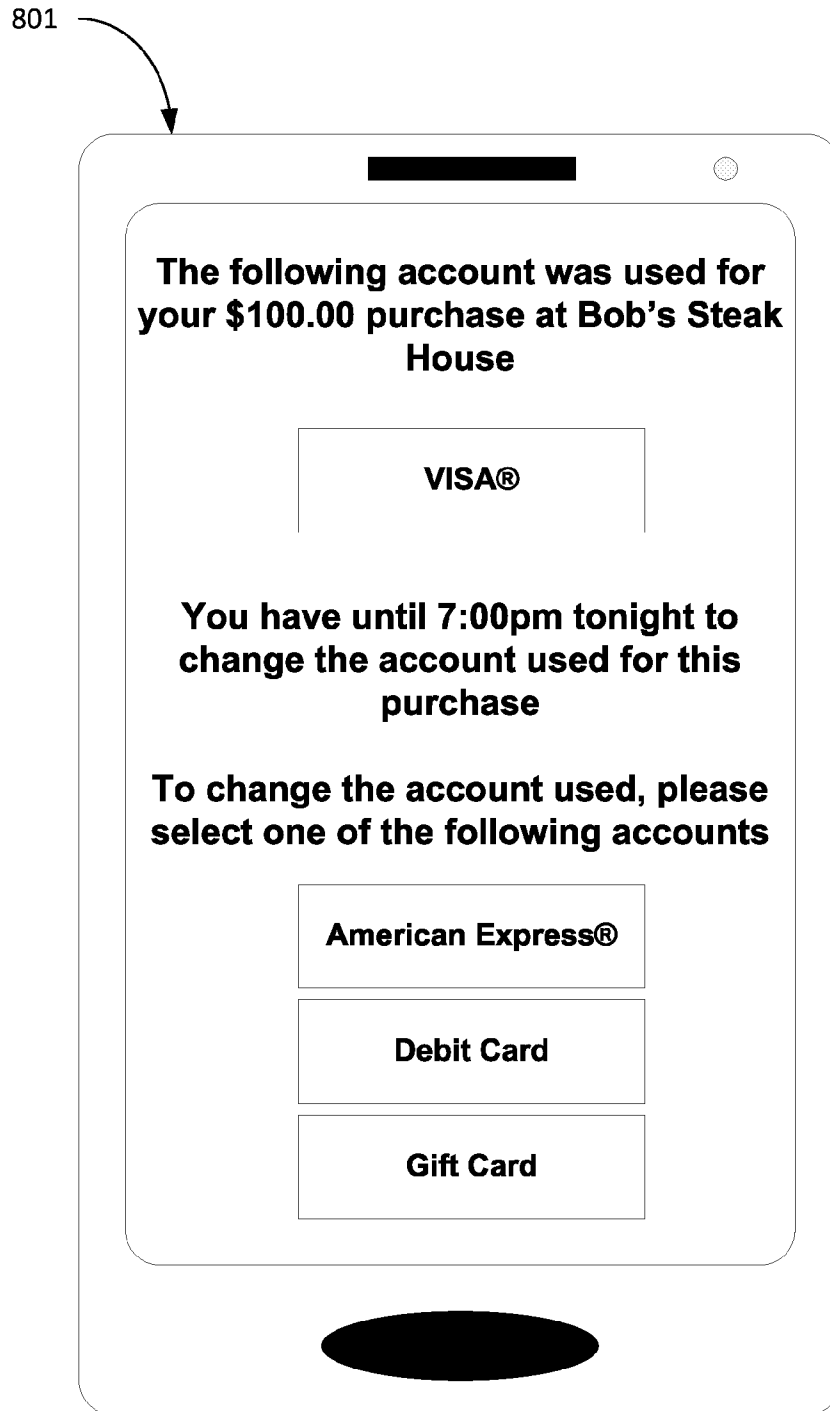 801
The following account was used for
your $100.00 purchase at Bob’s Steak
House
VISA®
You have until 7:00pm tonight to
change the account used for this
purchase
To change the account used, please
select one of the following accounts
American Express®
Debit Card
Gift Card